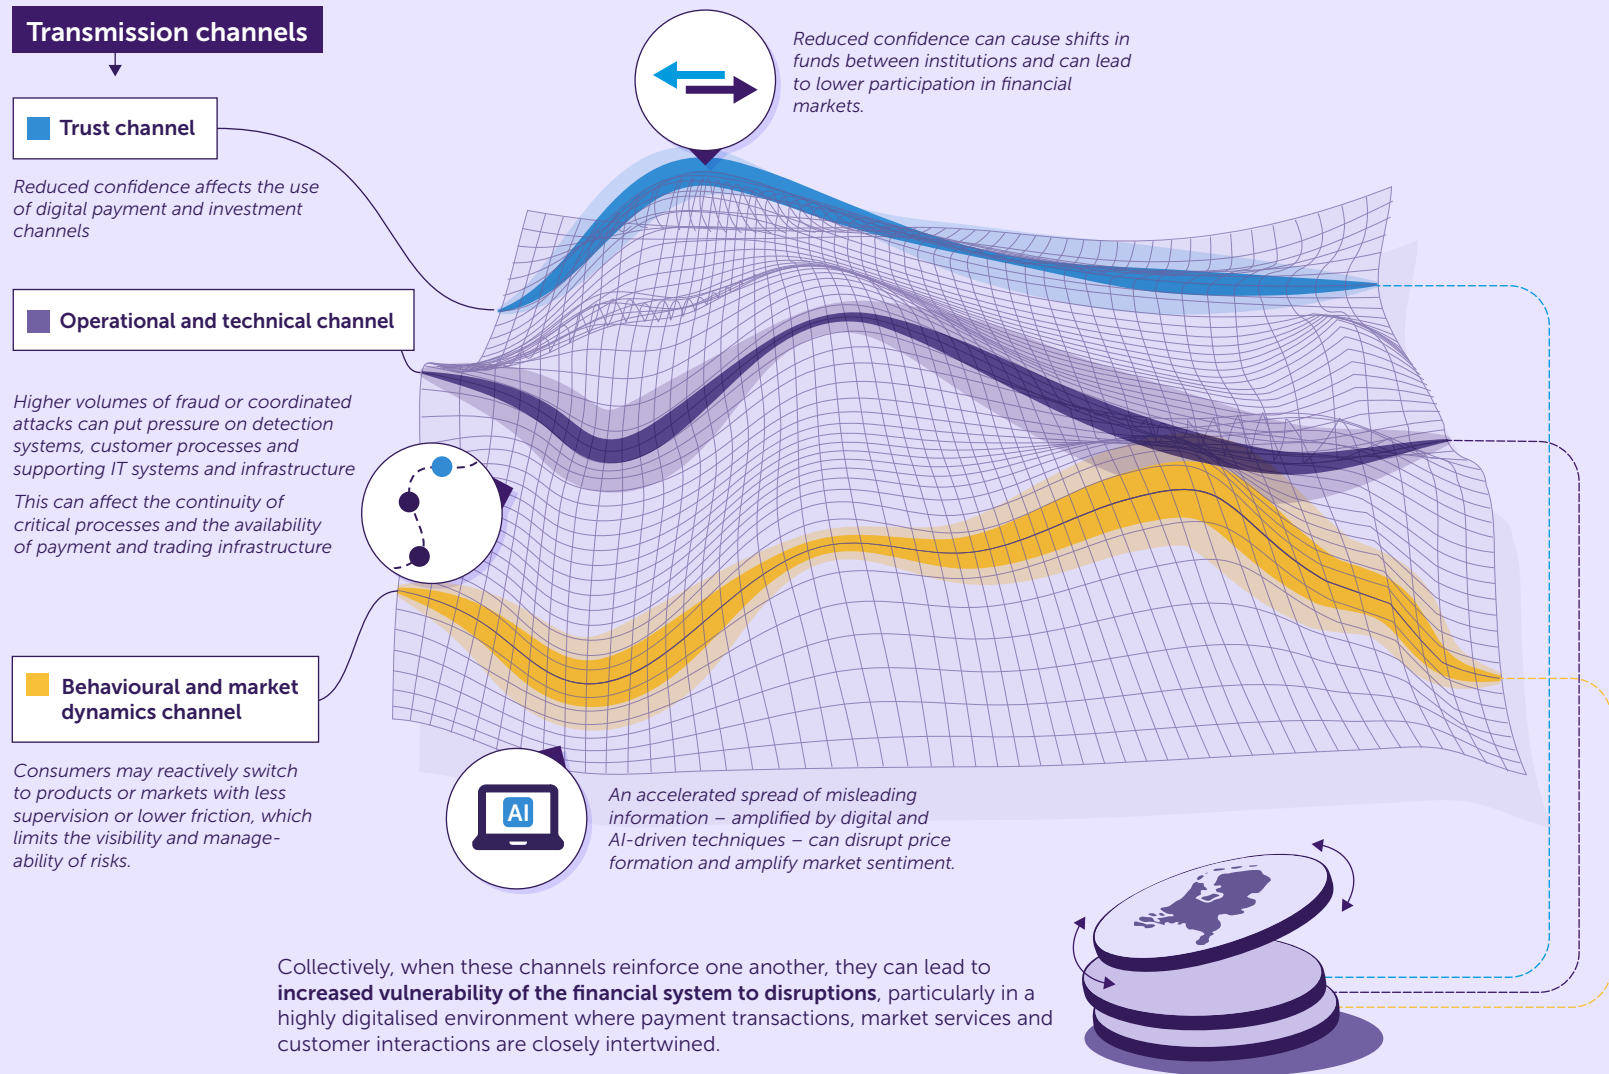 Transmission channels
Trust channel
Reduced confidence affects the use
of digital payment and investment
channels
Reduced confidence can cause shifts in
funds between institutions and can lead
to lower participation in financial
markets.
Operational and technical channel
Higher volumes of fraud or coordinated
attacks can put pressure on detection
systems, customer processes and
supporting IT systems and infrastructure
This can affect the continuity of
critical processes and the availability
of payment and trading infrastructure
Behavioural and market
dynamics channel
Consumers may reactively switch
to products or markets with less
supervision or lower friction, which
limits the visibility and manage-
ability of risks.
AI
An accelerated spread of misleading
information – amplified by digital and
AI-driven techniques – can disrupt price
formation and amplify market sentiment.
Collectively, when these channels reinforce one another, they can lead to
increased vulnerability of the financial system to disruptions, particularly in a
highly digitalised environment where payment transactions, market services and
customer interactions are closely intertwined.